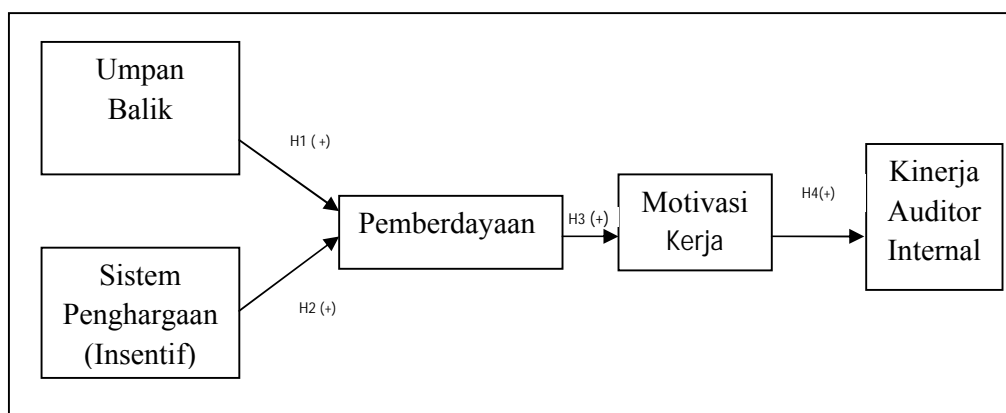 Umpan
Balik
H1 (+)
Sistem
Penghargaan
(Insentif)
H2 (+)
Pemberdayaan
H3 (+)
Motivasi
Kerja
H4(+)
Kinerja
Auditor
Internal